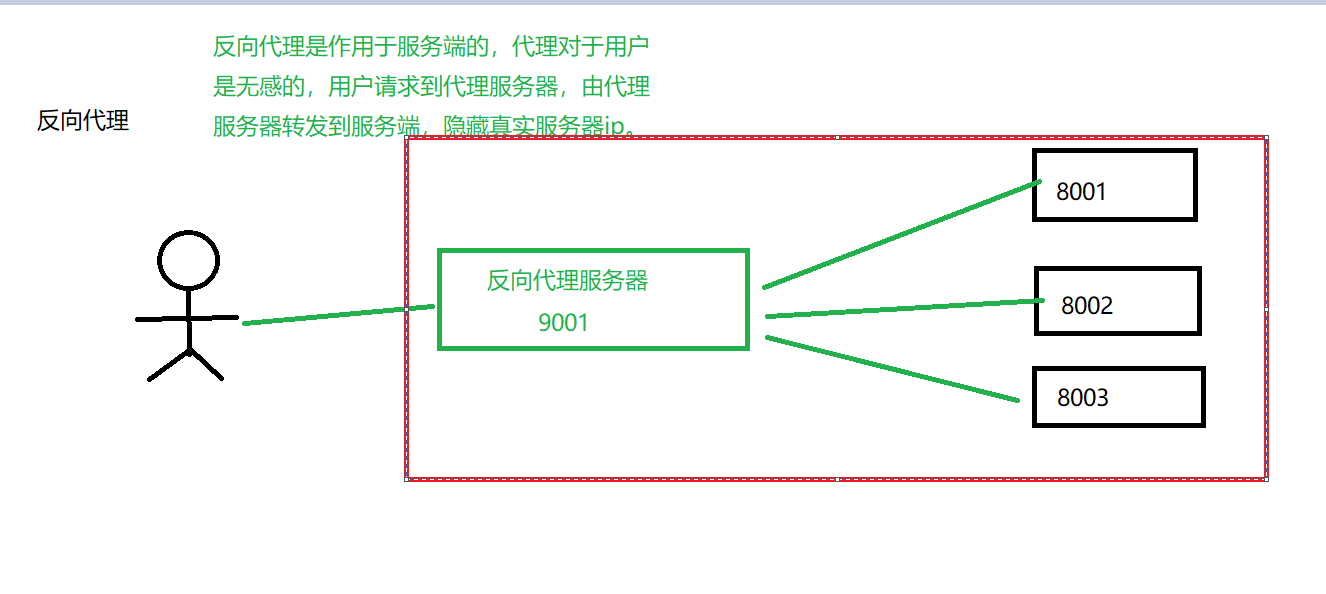 反向代理是作用于服务端的，代理对于用户
是无感的，用户请求到代理服务器，由代理
服务器转发到服务端，隐藏真实服务器ip。
反向代理
反向代理服务器
9001
8001
8002
8003